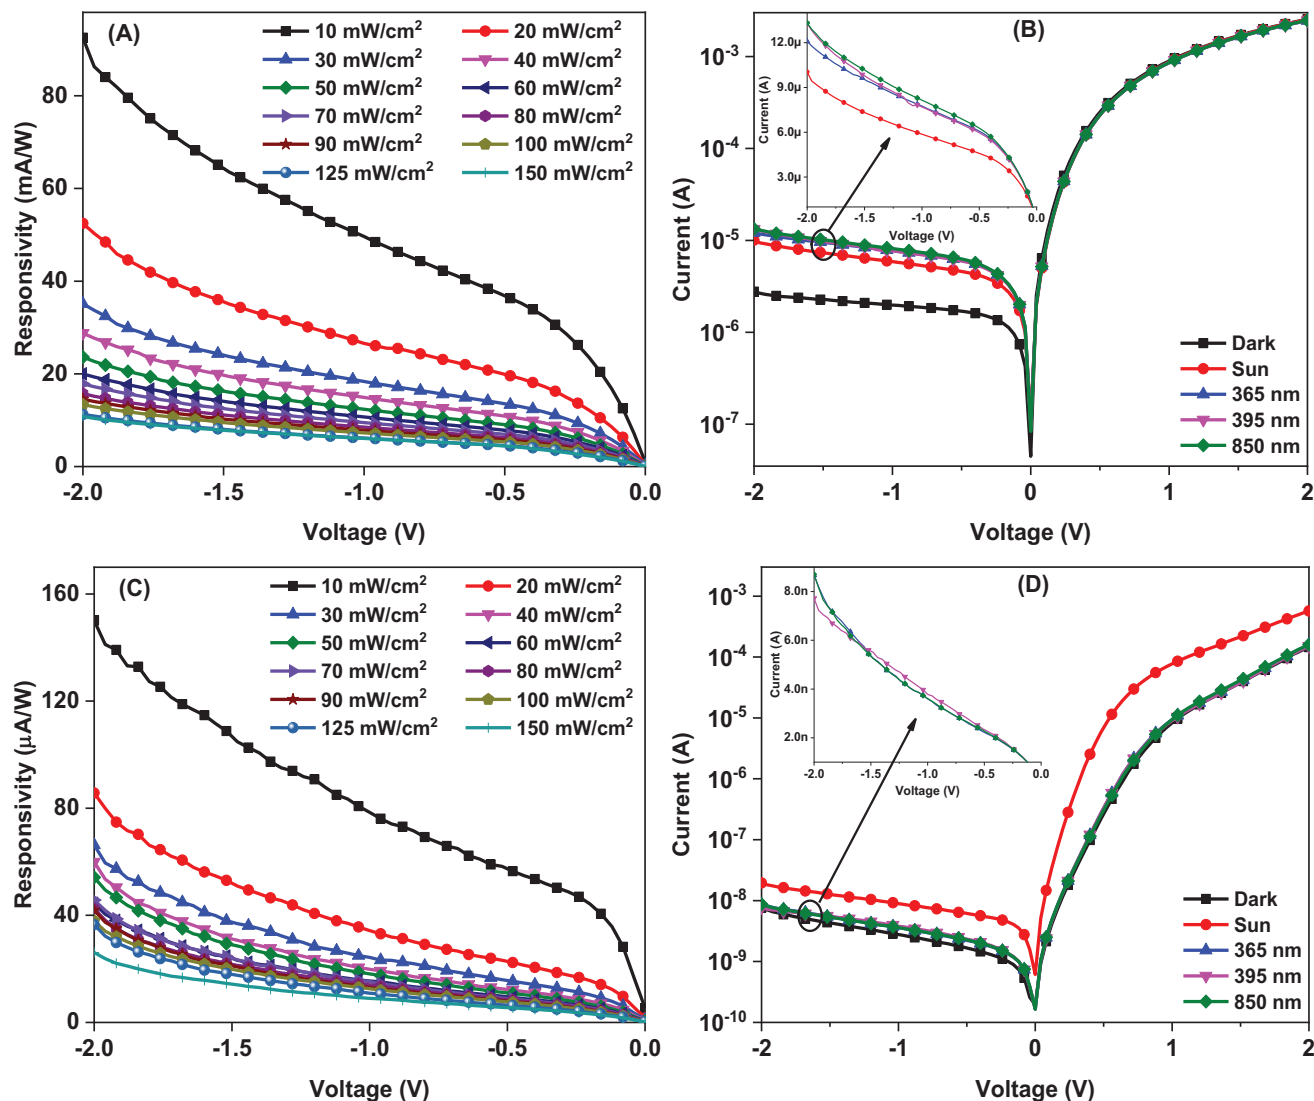 (A)
10 mW/cm²
20 mW/cm²
30 mW/cm²
40 mW/cm²
50 mW/cm²
60 mW/cm²
70 mW/cm²
80 mW/cm²
90 mW/cm²
100 mW/cm²
125 mW/cm²
150 mW/cm²
80
60
40
20
0
Responsivity (mA/W)
-2.0 -1.5 -1.0 -0.5 0.0
Voltage (V)
(B)
10⁻³
10⁻⁴
10⁻⁵
10⁻⁶
10⁻⁷
Current (A)
12.0µ
9.0µ
6.0µ
3.0µ
Current (A)
-2.0 -1.5 -1.0 -0.5 0.0
Voltage (V)
Dark
Sun
365 nm
395 nm
850 nm
-2 -1 0 1 2
Voltage (V)
(C)
10 mW/cm²
20 mW/cm²
30 mW/cm²
40 mW/cm²
50 mW/cm²
60 mW/cm²
70 mW/cm²
80 mW/cm²
90 mW/cm²
100 mW/cm²
125 mW/cm²
150 mW/cm²
160
120
80
40
0
Responsivity (µA/W)
-2.0 -1.5 -1.0 -0.5 0.0
Voltage (V)
(D)
10⁻³
10⁻⁴
10⁻⁵
10⁻⁶
10⁻⁷
10⁻⁸
10⁻⁹
10⁻¹⁰
Current (A)
8.0n
6.0n
4.0n
2.0n
Current (A)
-2.0 -1.5 -1.0 -0.5 0.0
Voltage (V)
Dark
Sun
365 nm
395 nm
850 nm
-2 -1 0 1 2
Voltage (V)